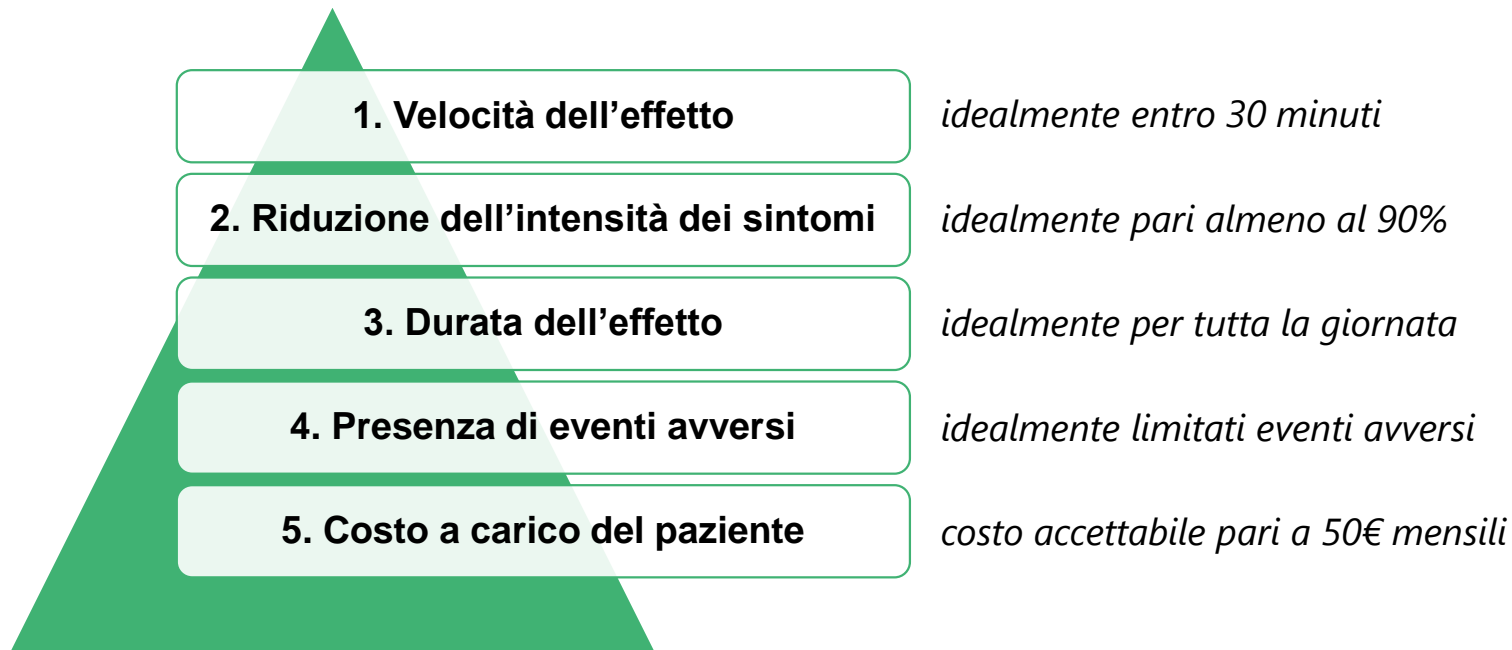 1. Velocità dell’effetto
idealmente entro 30 minuti
2. Riduzione dell’intensità dei sintomi
idealmente pari almeno al 90%
3. Durata dell’effetto
idealmente per tutta la giornata
4. Presenza di eventi avversi
idealmente limitati eventi avversi
5. Costo a carico del paziente
costo accettabile pari a 50€ mensili